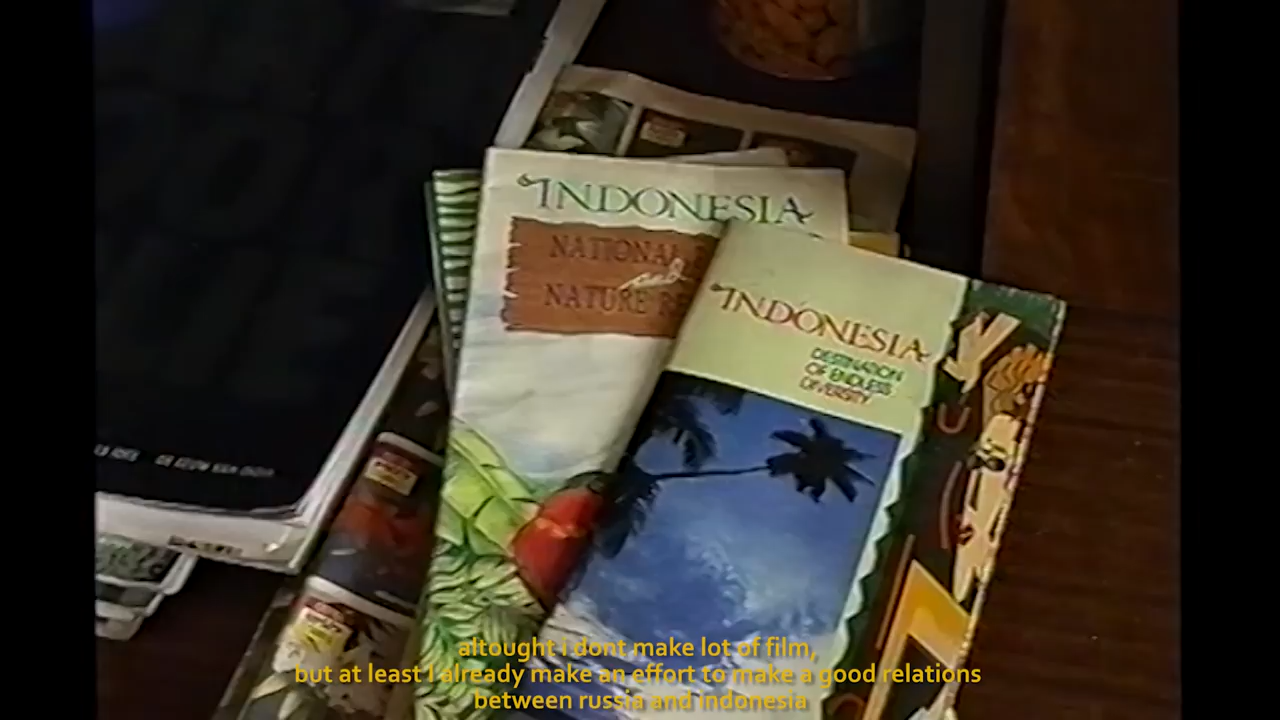 INDONESIA
NATIONAL
and
NATURE
INDONESIA
DESTINATION
OF ENDLESS
DIVERSITY
altought i dont make lot of film,
but at least I already make an effort to make a good relations
between russia and indonesia